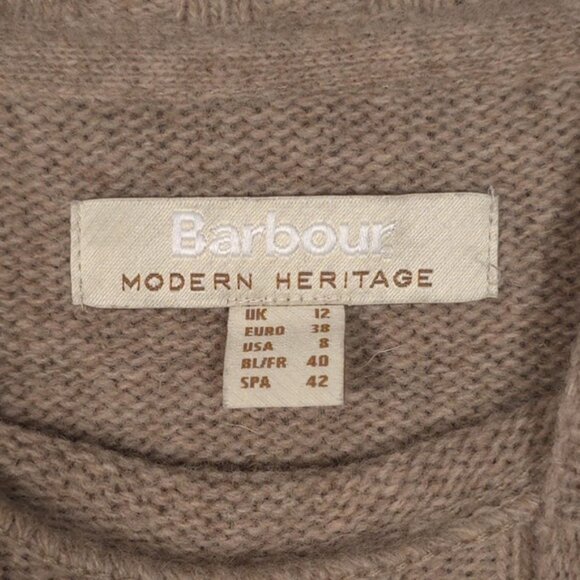 Barbour
MODERN HERITAGE
UK 12
EURO 38
USA 8
BL/FR 40
SPA 42